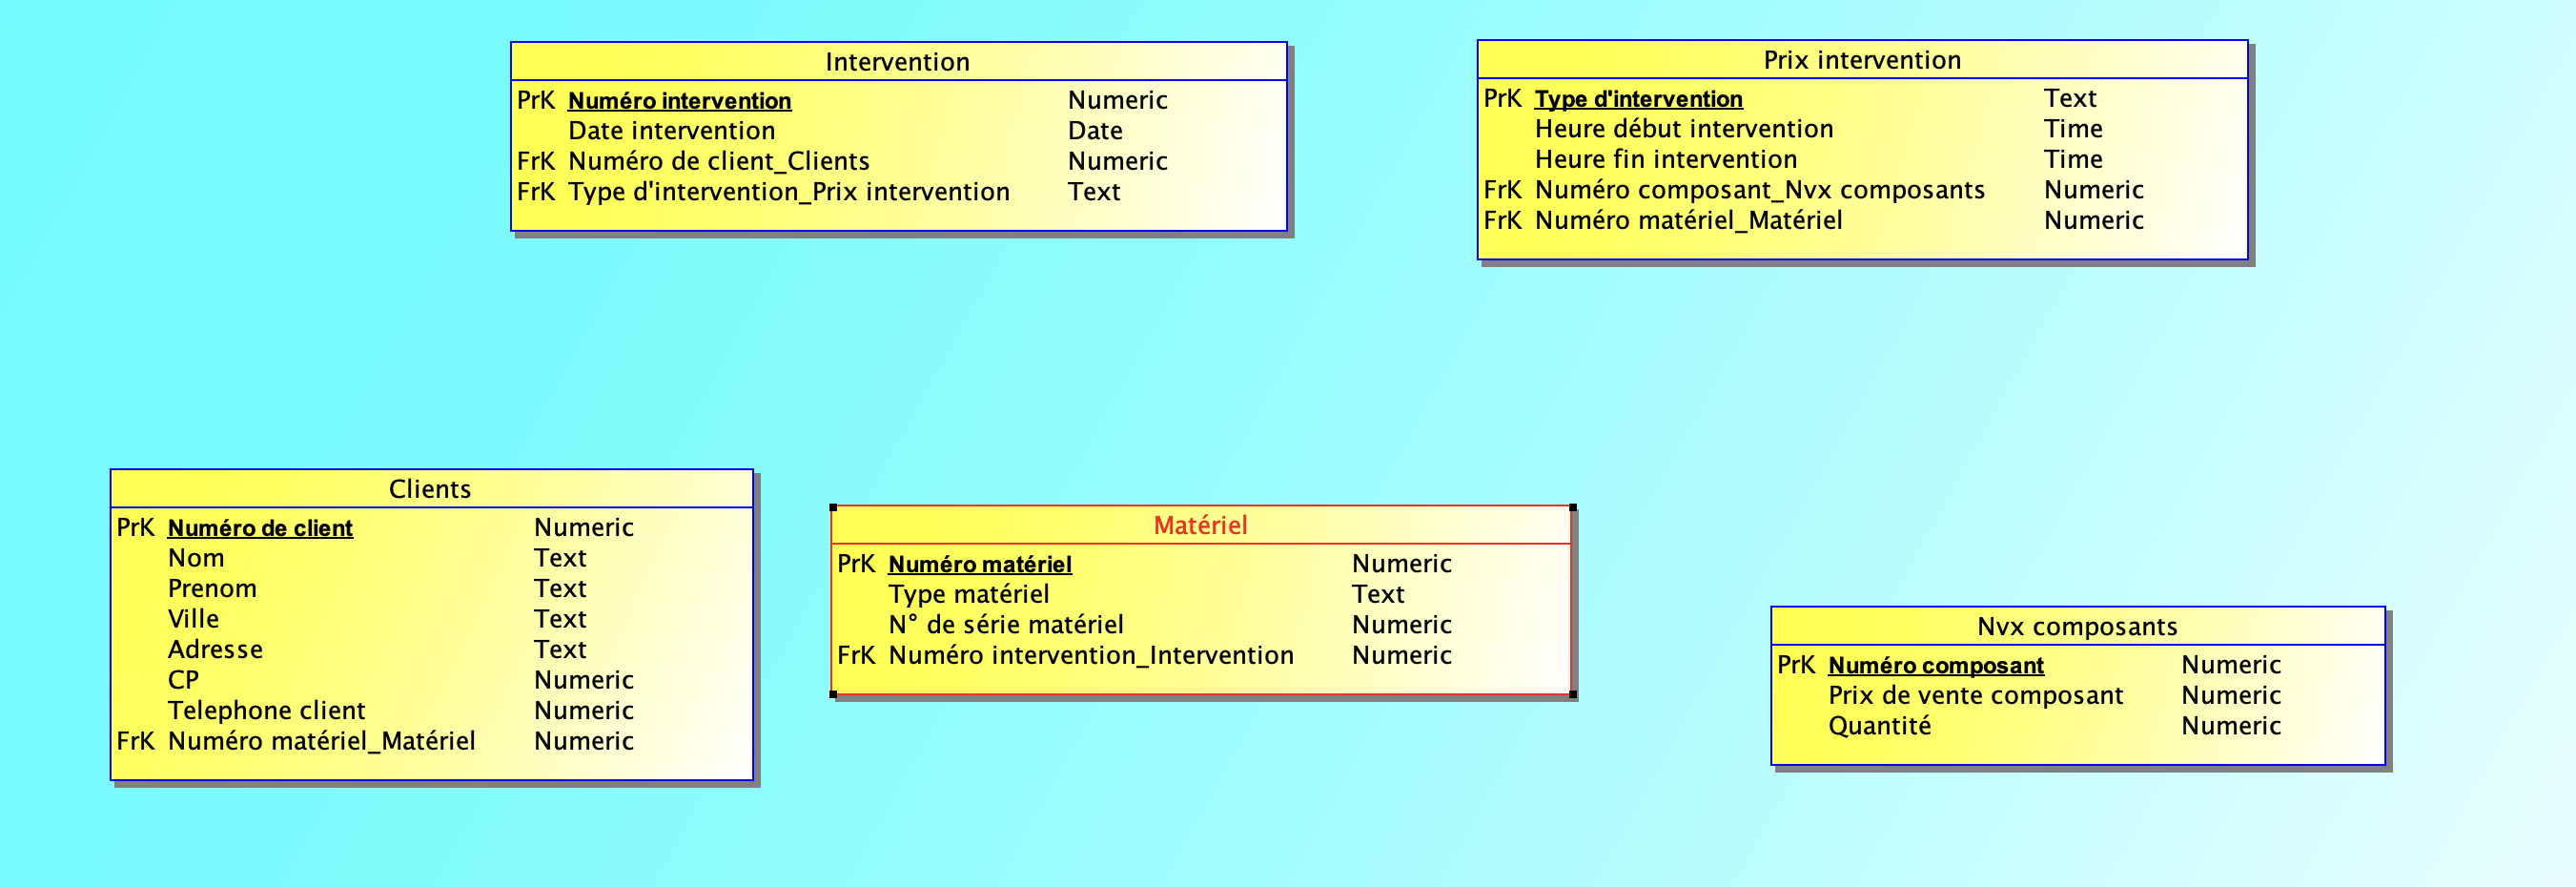 Intervention
PrK Numéro intervention Numeric
Date intervention Date
FrK Numéro de client_Clients Numeric
FrK Type d'intervention_Prix intervention Text
Prix intervention
PrK Type d'intervention Text
Heure début intervention Time
Heure fin intervention Time
FrK Numéro composant_Nvx composants Numeric
FrK Numéro matériel_Matériel Numeric
Clients
PrK Numéro de client Numeric
Nom Text
Prenom Text
Ville Text
Adresse Text
CP Numeric
Telephone client Numeric
FrK Numéro matériel_Matériel Numeric
Matériel
PrK Numéro matériel Numeric
Type matériel Text
N° de série matériel Numeric
FrK Numéro intervention_Intervention Numeric
Nvx composants
PrK Numéro composant Numeric
Prix de vente composant Numeric
Quantité Numeric